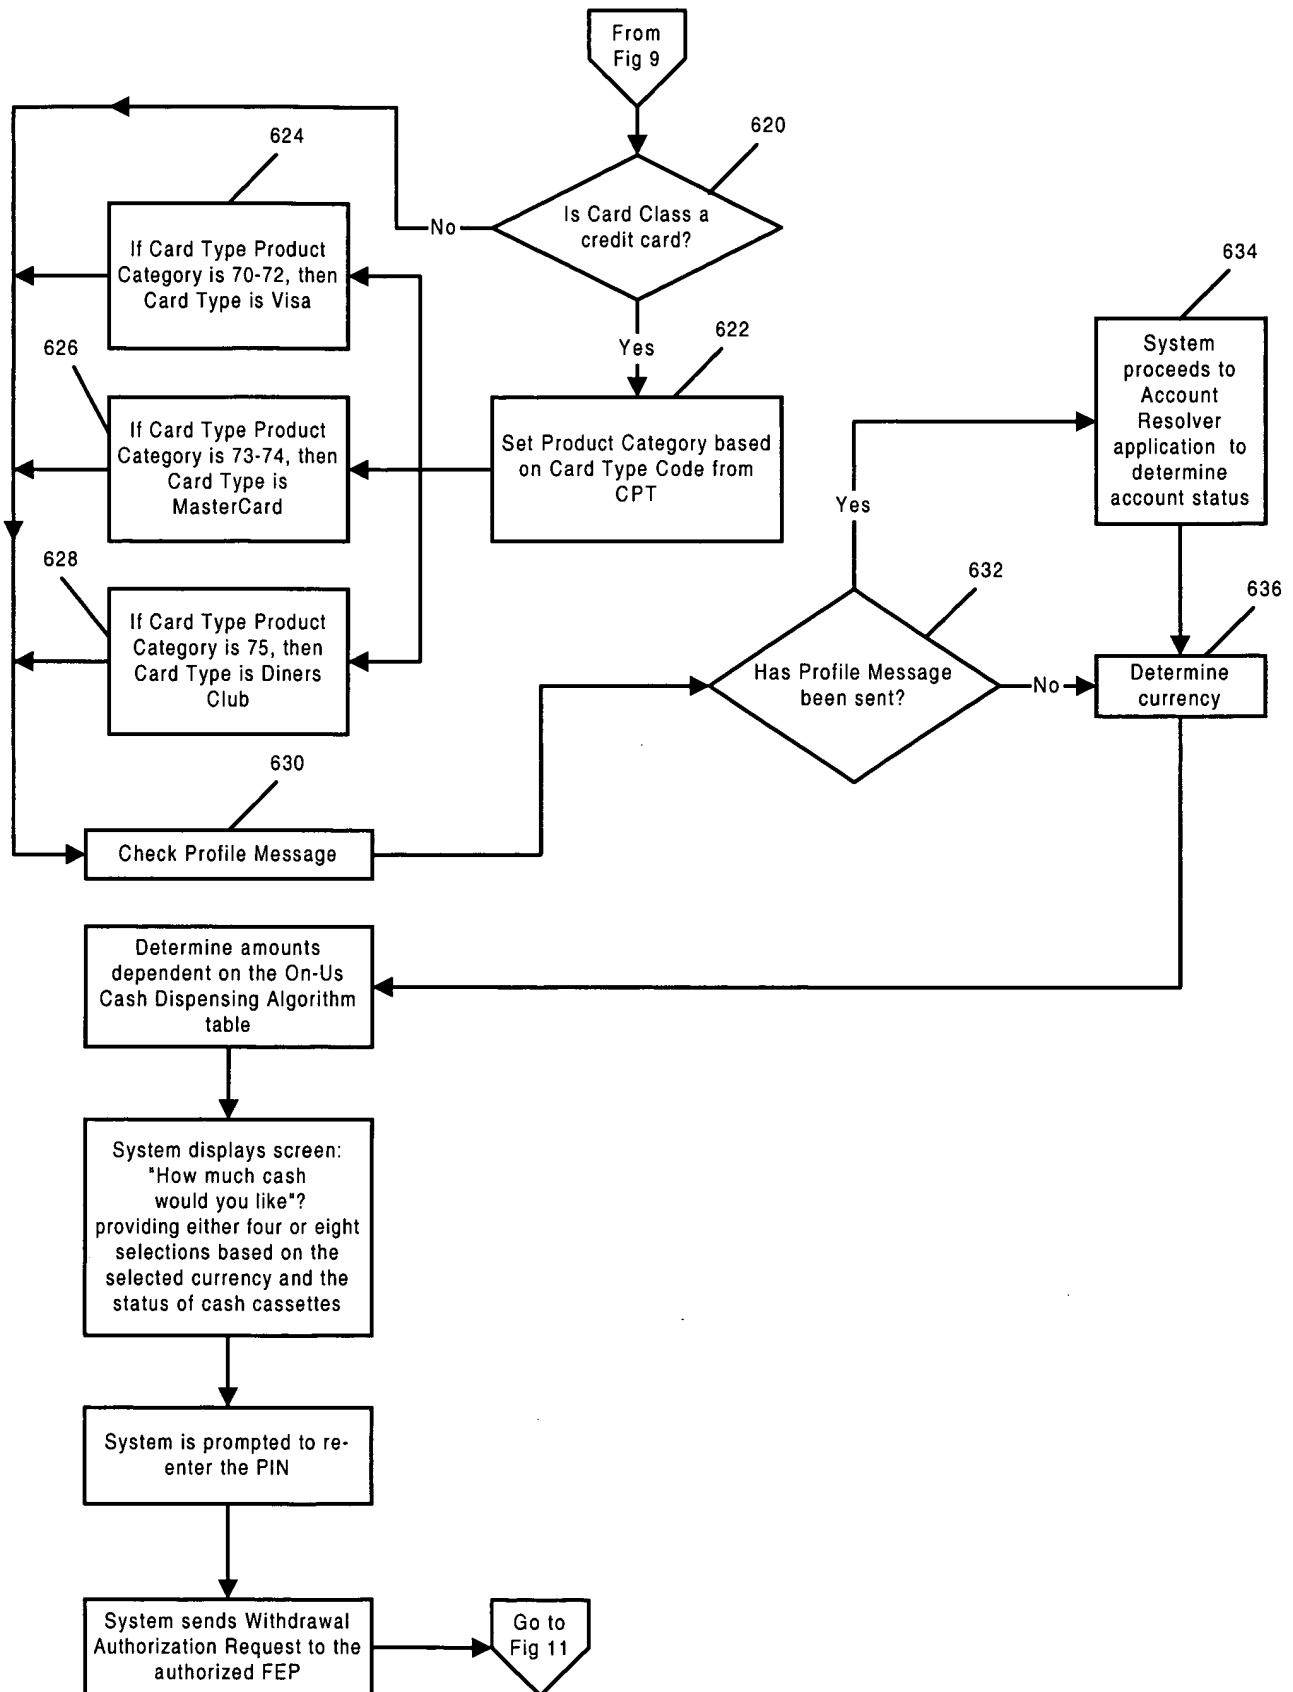 From
Fig 9
620
Is Card Class a
credit card?
No
Yes
622
Set Product Category based
on Card Type Code from
CPT
624
If Card Type Product
Category is 70-72, then
Card Type is Visa
626
If Card Type Product
Category is 73-74, then
Card Type is
MasterCard
628
If Card Type Product
Category is 75, then
Card Type is Diners
Club
630
Check Profile Message
632
Has Profile Message
been sent?
Yes
No
634
System
proceeds to
Account
Resolver
application to
determine
account status
636
Determine
currency
Determine amounts
dependent on the On-Us
Cash Dispensing Algorithm
table
System displays screen:
"How much cash
would you like"?
providing either four or eight
selections based on the
selected currency and the
status of cash cassettes
System is prompted to re-
enter the PIN
System sends Withdrawal
Authorization Request to the
authorized FEP
Go to
Fig 11